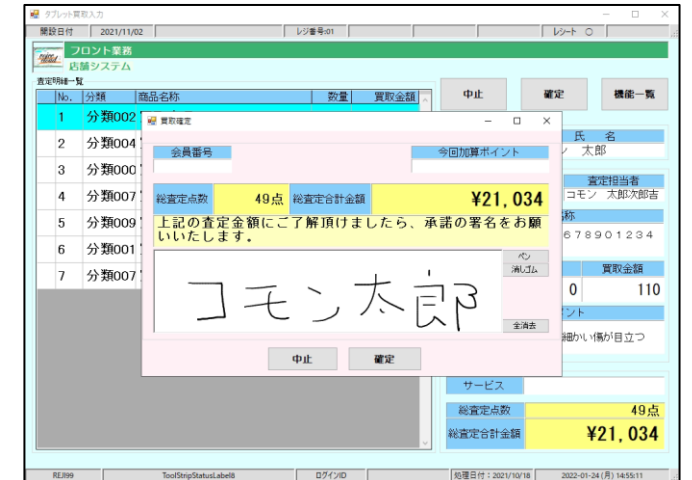 タブレット買取入力
開設日付 2021/11/02 レジ番号:01 レシート ○
フロント業務
店舗システム
査定明細一覧
No. 分類 商品名称 数量 買取金額
中止 確定 機能一覧
1 分類002
2 分類004
3 分類000
4 分類007
5 分類009
6 分類001
7 分類007
買取確定
会員番号 今回加算ポイント
総査定点数 49点 総査定合計金額 ¥21,034
上記の査定金額にご了解頂けましたら、承諾の署名をお願
いいたします。
ペン
消しゴム
コモン太郎
全消去
中止 確定
氏 名
太郎
査定担当者
コモン 太郎次郎吉
678901234
買取金額
0 110
細かい傷が目立つ
サービス
総査定点数 49点
総査定合計金額 ¥21,034
REJI99 ToolStripStatusLabel8 ログインID 処理日付:2021/10/18 2022-01-24 (月) 14:55:11